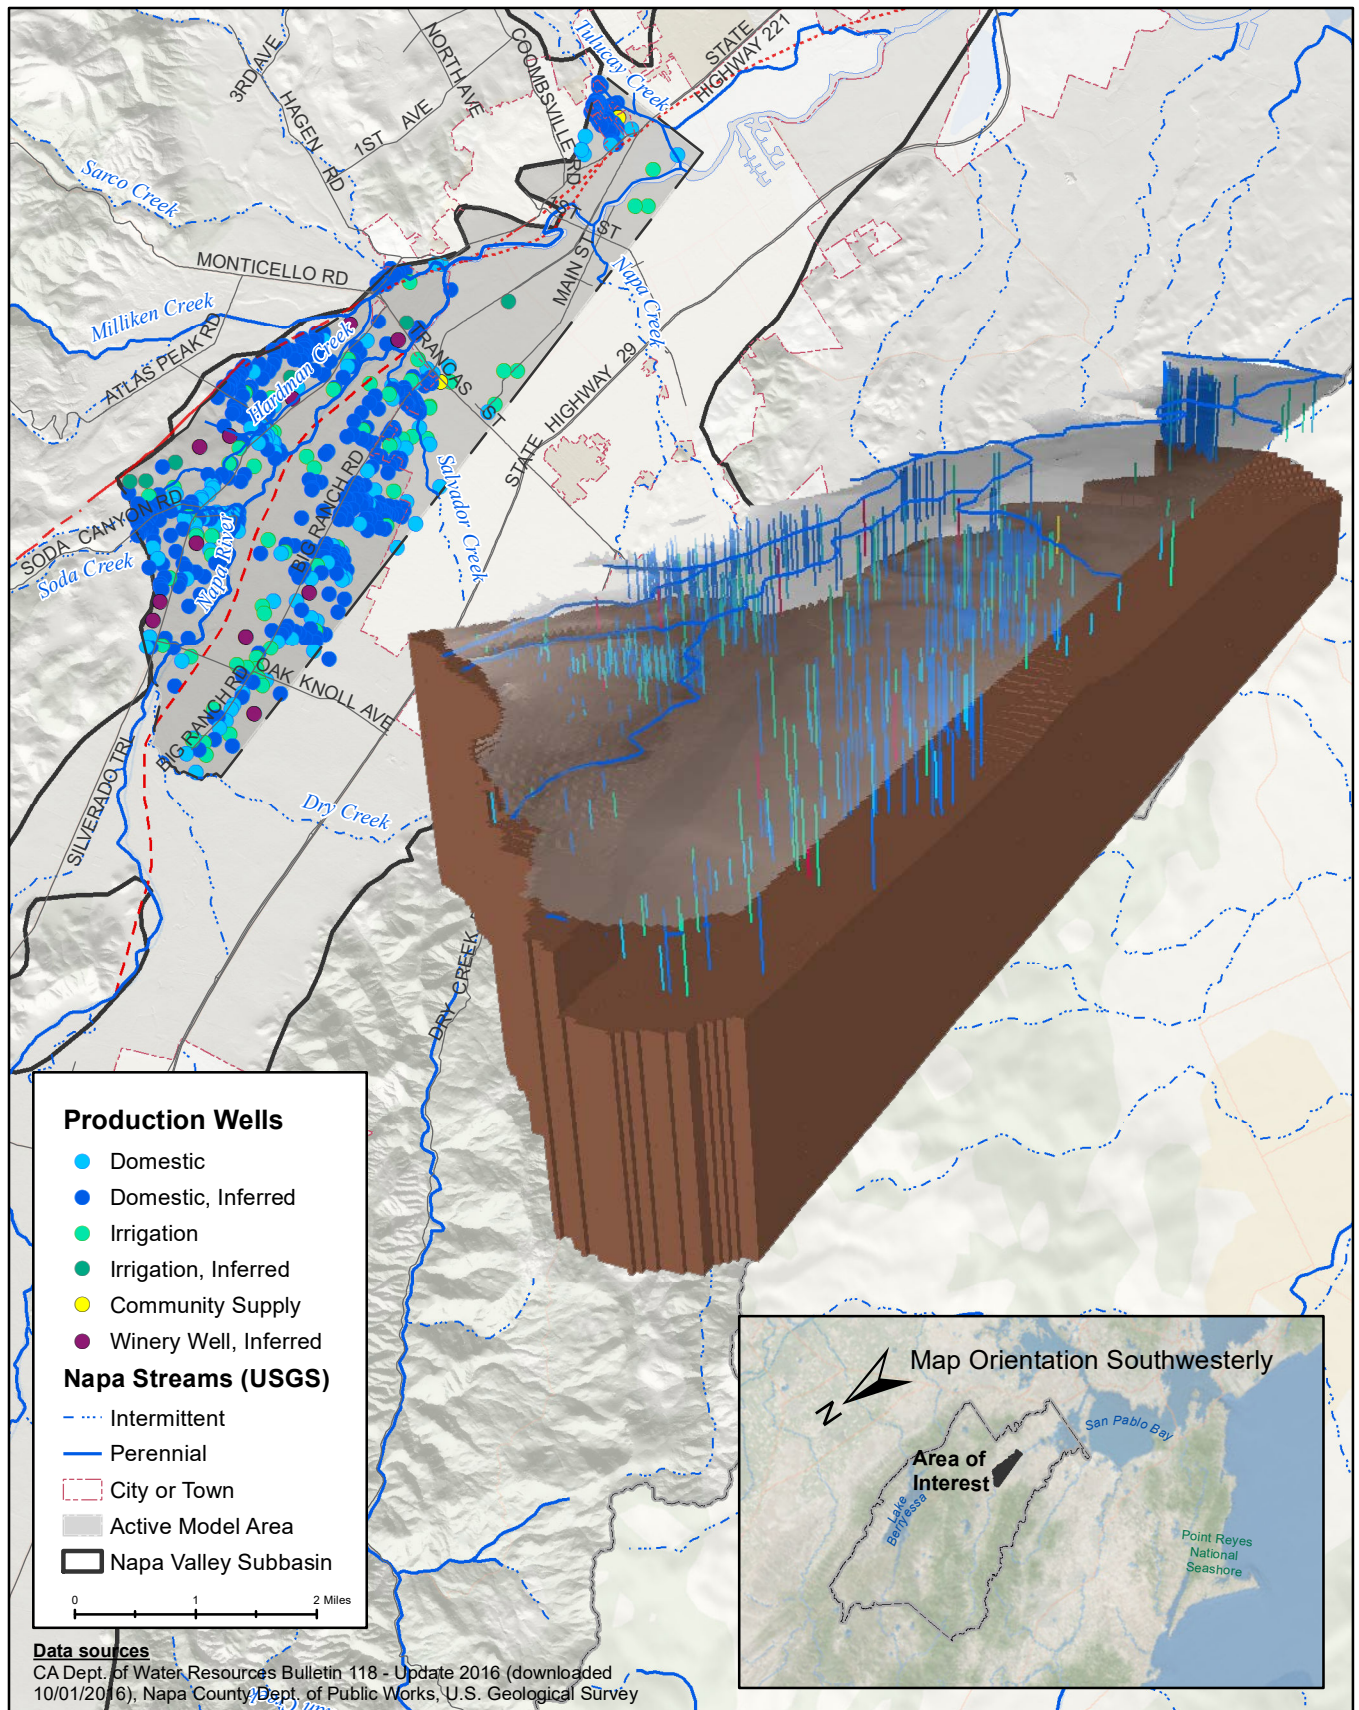 Tulucay Creek
STATE
HIGHWAY 221
3RD AVE
HAGEN RD
NORTH AVE
1ST AVE
COOMBSVILLE RD
Sarco Creek
1ST ST
MAIN ST
MONTICELLO RD
Napa Creek
Milliken Creek
ATLAS PEAK RD
Hardman Creek
TRANCAS ST
STATE HIGHWAY 29
BIG RANCH RD
Salvador Creek
SODA CANYON RD
Soda Creek
Napa River
OAK KNOLL AVE
BIG RANCH RD
SILVERADO TRL
Dry Creek
DRY CREEK
Production Wells
Domestic
Domestic, Inferred
Irrigation
Irrigation, Inferred
Community Supply
Winery Well, Inferred
Napa Streams (USGS)
Intermittent
Perennial
City or Town
Active Model Area
Napa Valley Subbasin
0 1 2 Miles
Map Orientation Southwesterly
N
San Pablo Bay
Area of
Interest
Lake
Berryessa
Point Reyes
National
Seashore
Data sources
CA Dept. of Water Resources Bulletin 118 - Update 2016 (downloaded
10/01/2016), Napa County Dept. of Public Works, U.S. Geological Survey